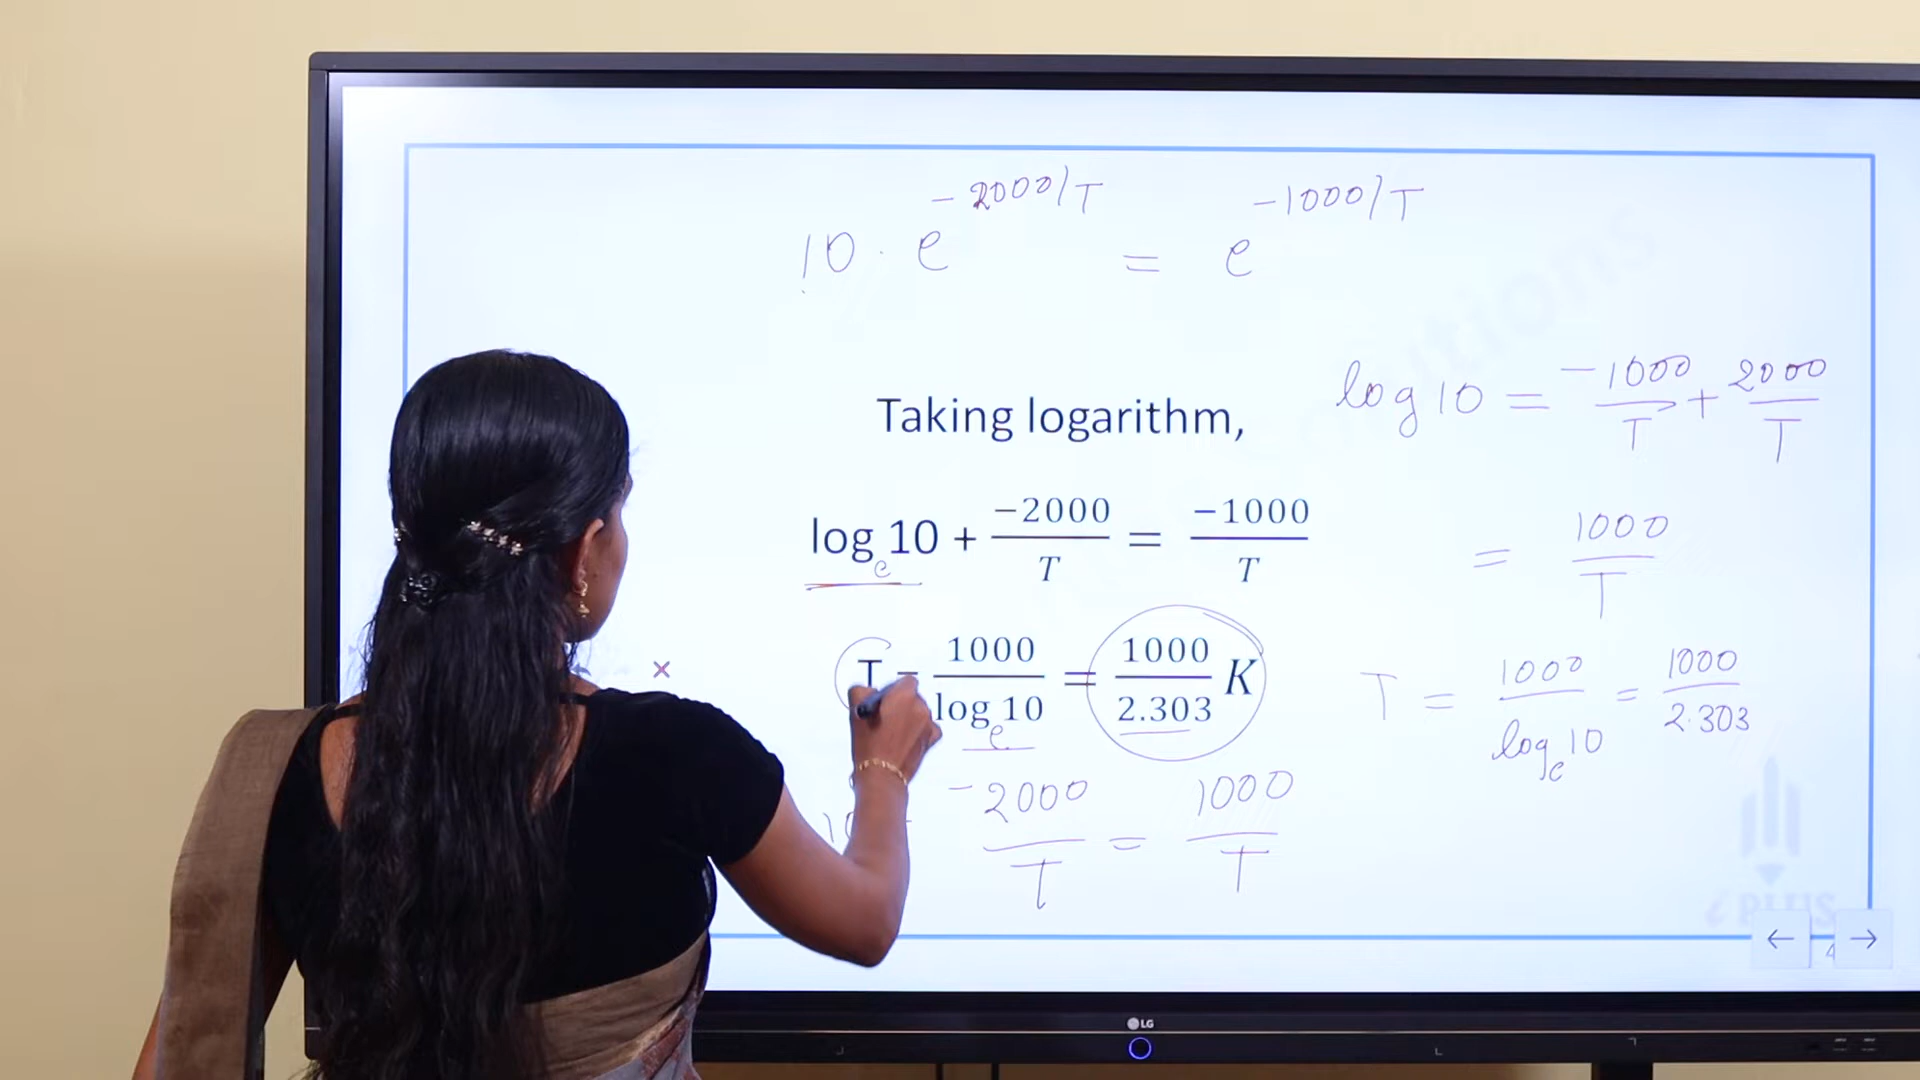 10 · e^{-2000/T} = e^{-1000/T}
Taking logarithm,
log 10 = -1000/T + 2000/T
log_e 10 + -2000/T = -1000/T
= 1000/T
T = 1000/log_e 10 = 1000/2.303 K
T = 1000/log_e 10 = 1000/2.303
-2000/T = 1000/T
i PLUS
← →
LG